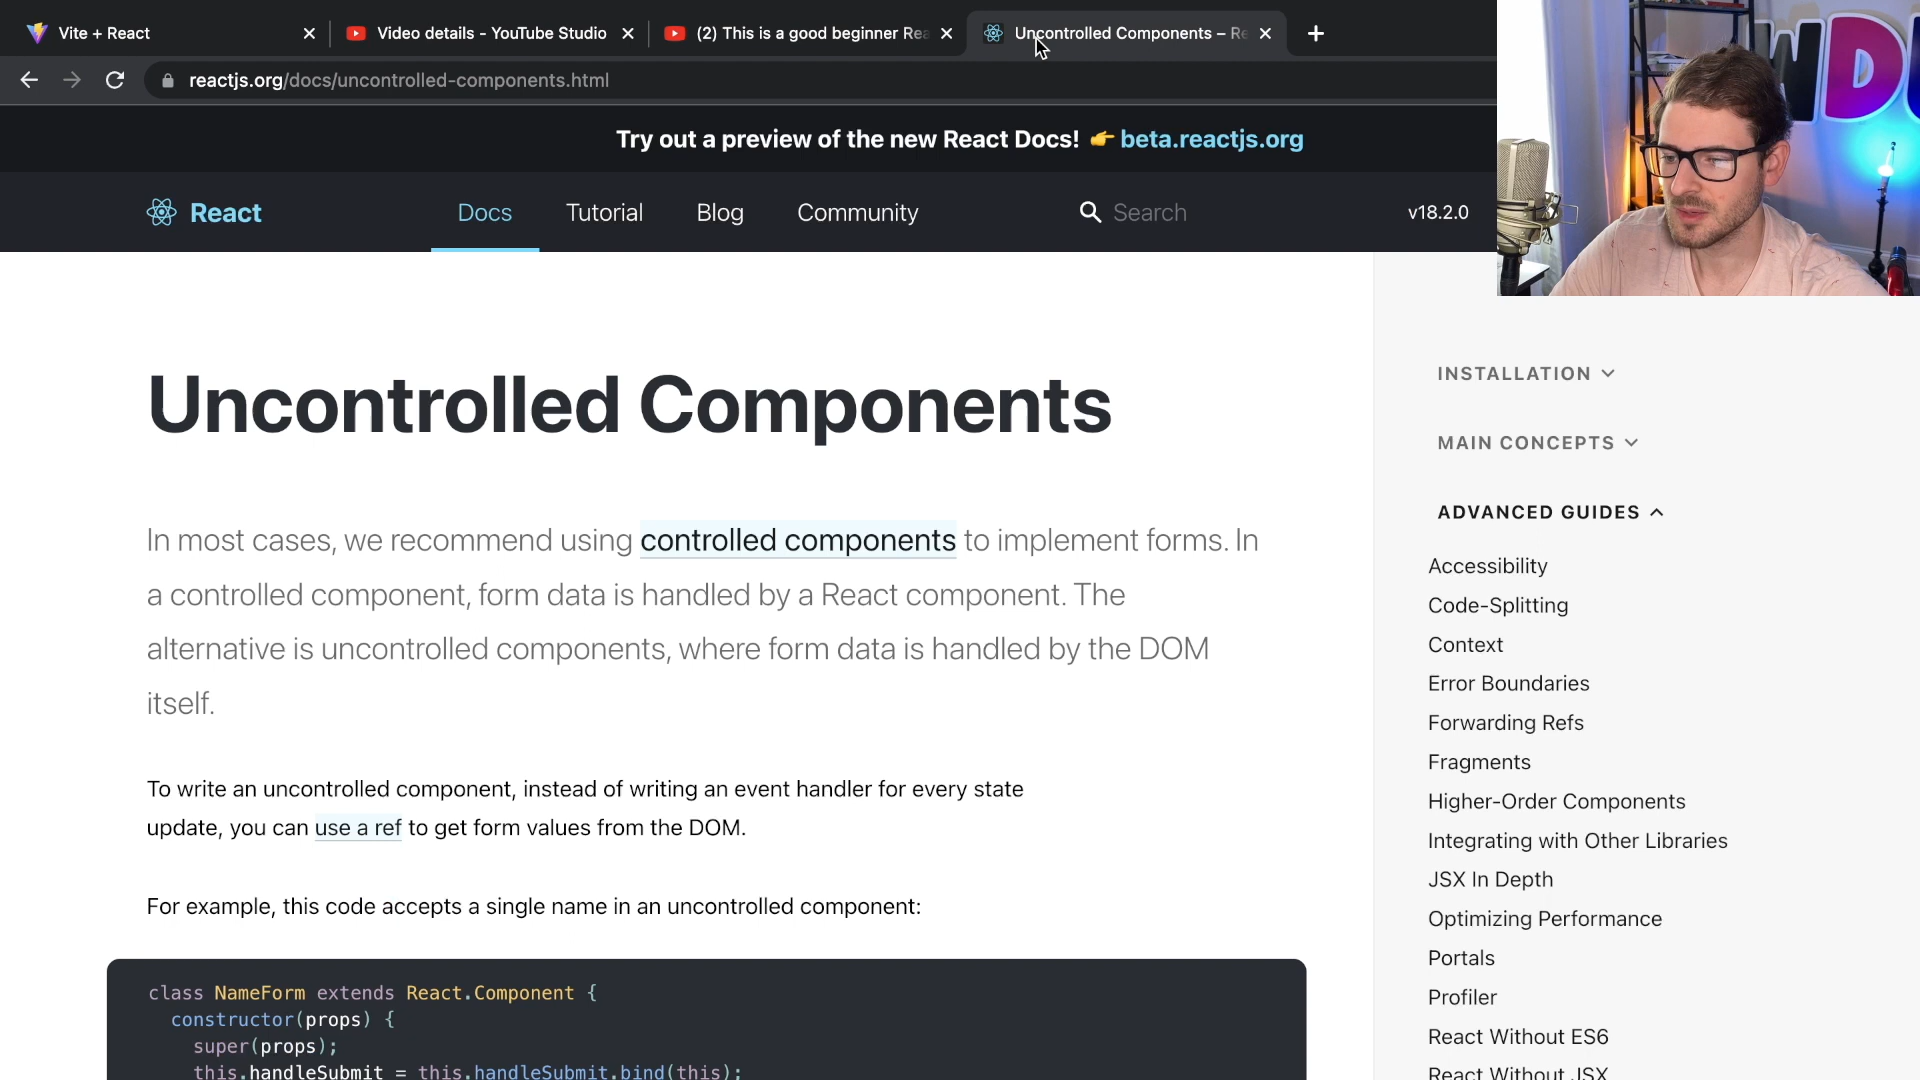 Vite + React
Video details - YouTube Studio
(2) This is a good beginner Rea
Uncontrolled Components – Re
reactjs.org/docs/uncontrolled-components.html
Try out a preview of the new React Docs! 👉 beta.reactjs.org
React
Docs
Tutorial
Blog
Community
Search
v18.2.0
Uncontrolled Components
In most cases, we recommend using controlled components to implement forms. In
a controlled component, form data is handled by a React component. The
alternative is uncontrolled components, where form data is handled by the DOM
itself.
To write an uncontrolled component, instead of writing an event handler for every state
update, you can use a ref to get form values from the DOM.
For example, this code accepts a single name in an uncontrolled component:
class NameForm extends React.Component {
constructor(props) {
super(props);
this.handleSubmit = this.handleSubmit.bind(this);
INSTALLATION
MAIN CONCEPTS
ADVANCED GUIDES
Accessibility
Code-Splitting
Context
Error Boundaries
Forwarding Refs
Fragments
Higher-Order Components
Integrating with Other Libraries
JSX In Depth
Optimizing Performance
Portals
Profiler
React Without ES6
React Without JSX